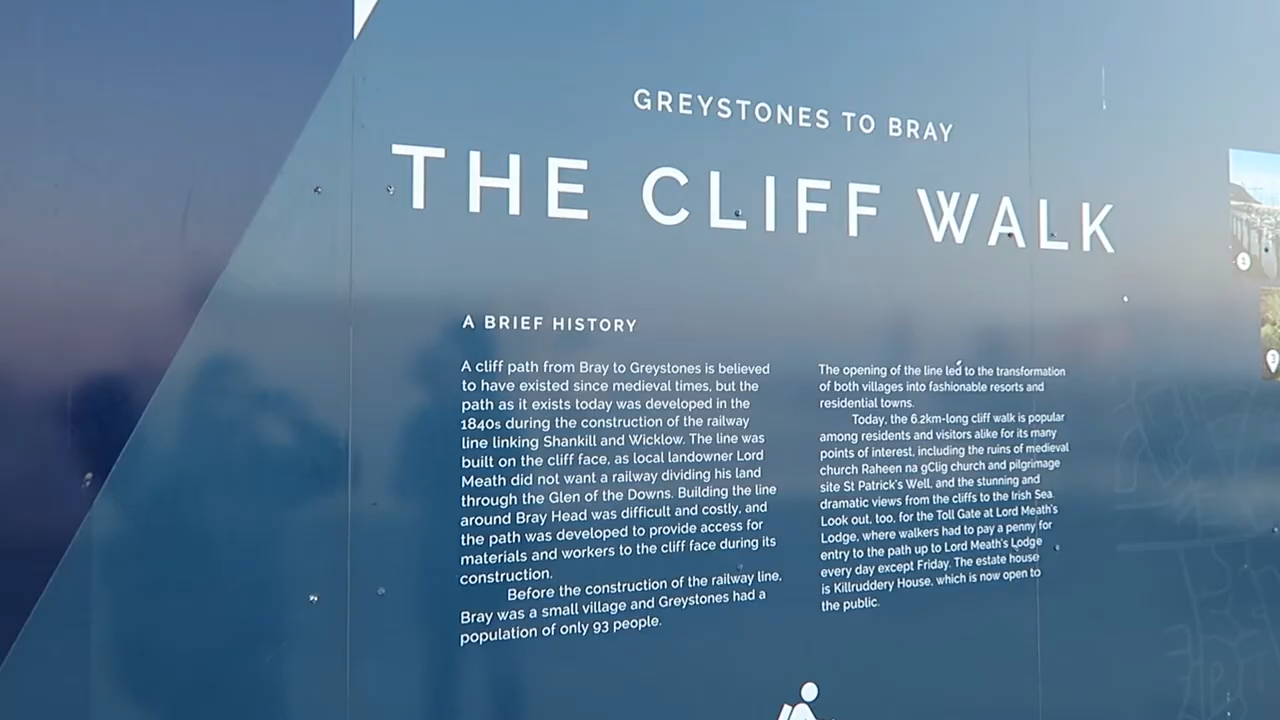 GREYSTONES TO BRAY
THE CLIFF WALK
A BRIEF HISTORY
A cliff path from Bray to Greystones is believed
to have existed since medieval times, but the
path as it exists today was developed in the
1840s during the construction of the railway
line linking Shankill and Wicklow. The line was
built on the cliff face, as local landowner Lord
Meath did not want a railway dividing his land
through the Glen of the Downs. Building the line
around Bray Head was difficult and costly, and
the path was developed to provide access for
materials and workers to the cliff face during its
construction.
Before the construction of the railway line,
Bray was a small village and Greystones had a
population of only 93 people.
The opening of the line led to the transformation
of both villages into fashionable resorts and
residential towns.
Today, the 6.2km-long cliff walk is popular
among residents and visitors alike for its many
points of interest, including the ruins of medieval
church Raheen na gClig church and pilgrimage
site St Patrick's Well, and the stunning and
dramatic views from the cliffs to the Irish Sea.
Look out, too, for the Toll Gate at Lord Meath's
Lodge, where walkers had to pay a penny for
entry to the path up to Lord Meath's Lodge
every day except Friday. The estate house
is Killruddery House, which is now open to
the public.
1
3